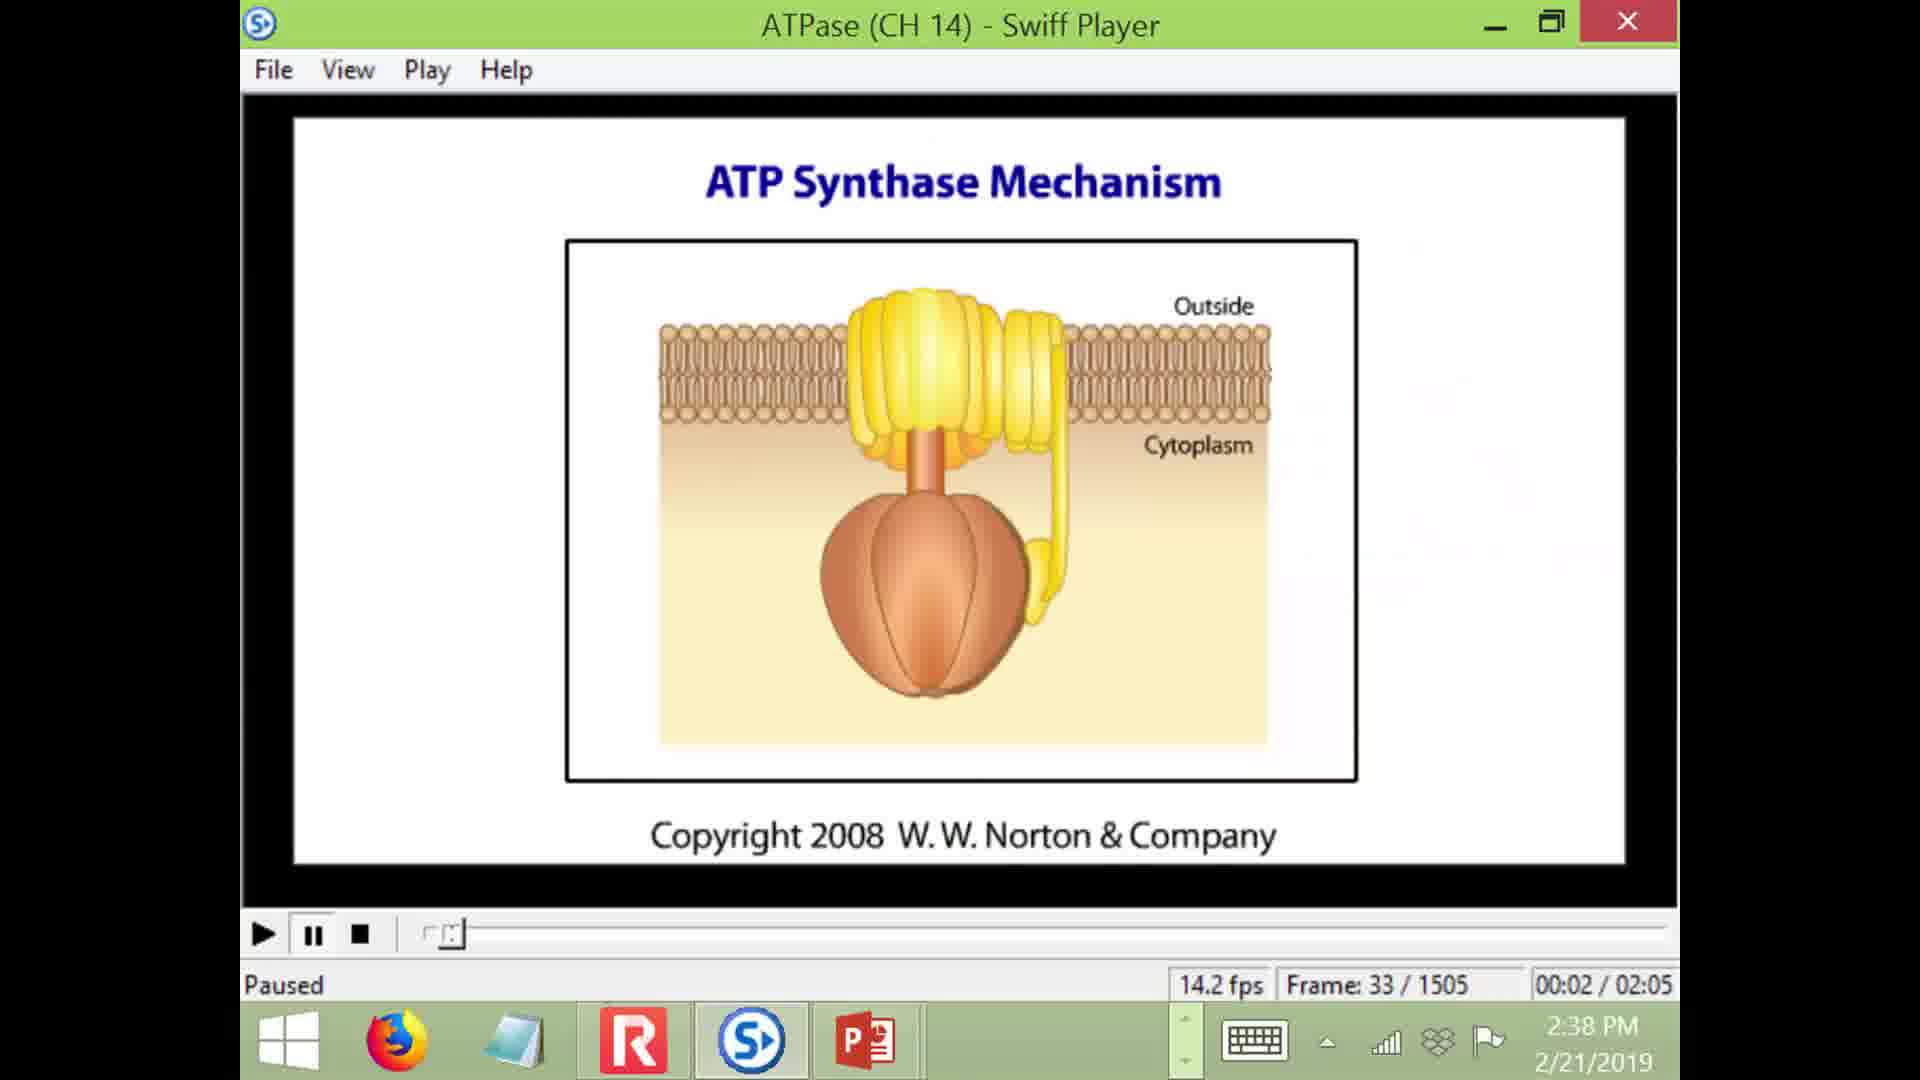 ATPase (CH 14) - Swiff Player
File View Play Help
ATP Synthase Mechanism
Outside
Cytoplasm
Copyright 2008 W. W. Norton & Company
Paused
14.2 fps
Frame: 33 / 1505
00:02 / 02:05
2:38 PM
2/21/2019